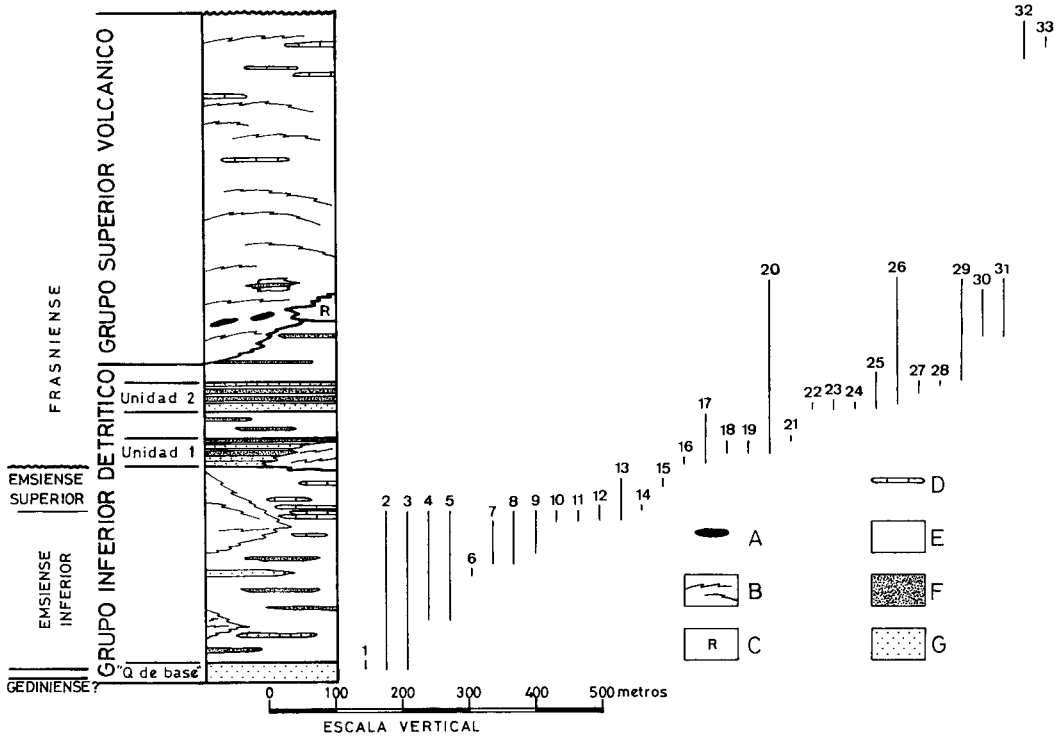 GRUPO SUPERIOR VOLCANICO
GRUPO INFERIOR DETRITICO
FRASNIENSE
Unidad 2
Unidad 1
EMSIENSE
SUPERIOR
EMSIENSE
INFERIOR
"Q de base"
GEDINIENSE?
R
1
2
3
4
5
6
7
8
9
10
11
12
13
14
15
16
17
18
19
20
21
22
23
24
25
26
27
28
29
30
31
32
33
A
B
R C
D
E
F
G
0 100 200 300 400 500 metros
ESCALA VERTICAL